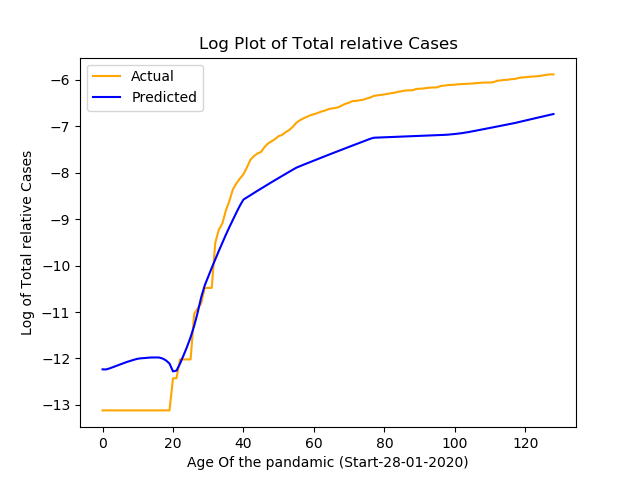 Log Plot of Total relative Cases
Actual
Predicted
Log of Total relative Cases
−6
−7
−8
−9
−10
−11
−12
−13
0 20 40 60 80 100 120
Age Of the pandamic (Start-28-01-2020)